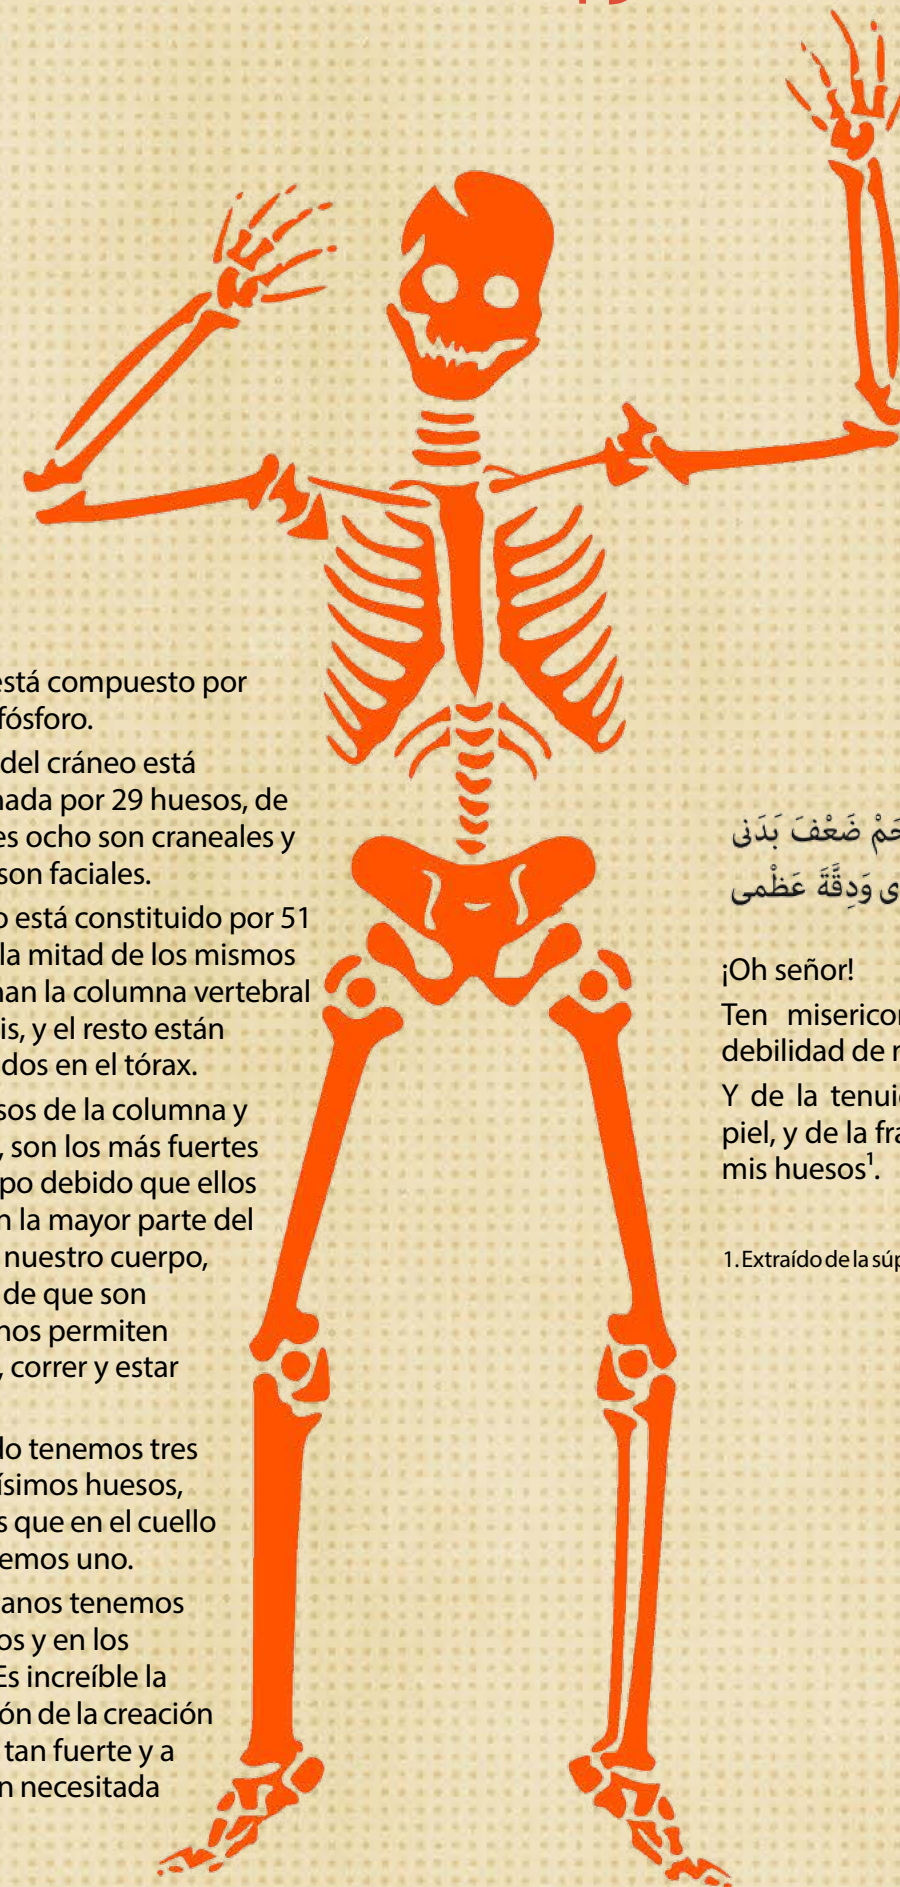 está compuesto por
fósforo.
del cráneo está
nada por 29 huesos, de
es ocho son craneales y
son faciales.
o está constituido por 51
la mitad de los mismos
nan la columna vertebral
is, y el resto están
dos en el tórax.
sos de la columna y
, son los más fuertes
po debido que ellos
n la mayor parte del
nuestro cuerpo,
de que son
nos permiten
, correr y estar
do tenemos tres
ísimos huesos,
s que en el cuello
emos uno.
anos tenemos
os y en los
Es increíble la
ón de la creación
tan fuerte y a
n necesitada
حَمْ ضَعْفَ بَدَنی
ی وَدِقَّةَ عَظْمی
¡Oh señor!
Ten misericor
debilidad de
Y de la tenui
piel, y de la fra
mis huesos¹.
1. Extraído de la súp